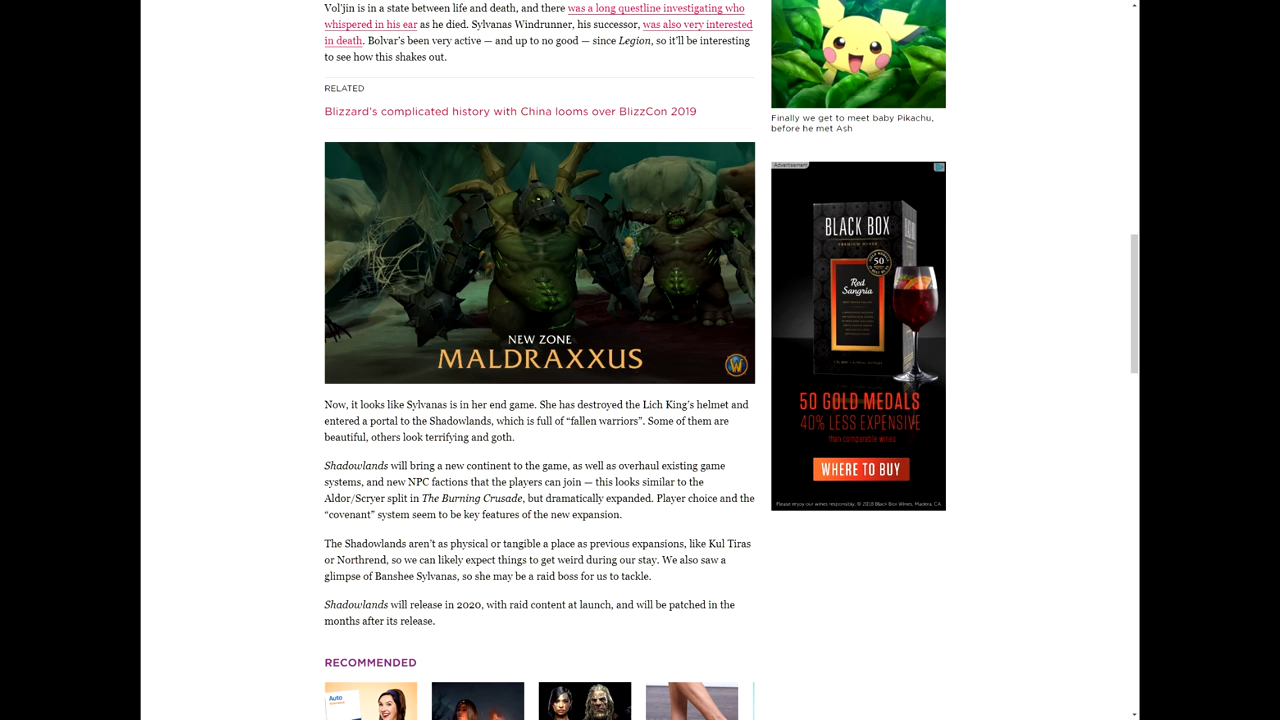 Vol'jin is in a state between life and death, and there was a long questline investigating who
whispered in his ear as he died. Sylvanas Windrunner, his successor, was also very interested
in death. Bolvar's been very active — and up to no good — since Legion, so it'll be interesting
to see how this shakes out.
RELATED
Blizzard's complicated history with China looms over BlizzCon 2019
NEW ZONE
MALDRAXXUS
W
Now, it looks like Sylvanas is in her end game. She has destroyed the Lich King's helmet and
entered a portal to the Shadowlands, which is full of “fallen warriors”. Some of them are
beautiful, others look terrifying and goth.
Shadowlands will bring a new continent to the game, as well as overhaul existing game
systems, and new NPC factions that the players can join — this looks similar to the
Aldor/Scryer split in The Burning Crusade, but dramatically expanded. Player choice and the
“covenant” system seem to be key features of the new expansion.
The Shadowlands aren't as physical or tangible a place as previous expansions, like Kul Tiras
or Northrend, so we can likely expect things to get weird during our stay. We also saw a
glimpse of Banshee Sylvanas, so she may be a raid boss for us to tackle.
Shadowlands will release in 2020, with raid content at launch, and will be patched in the
months after its release.
RECOMMENDED
Auto
Finally we get to meet baby Pikachu,
before he met Ash
Advertisement
BLACK BOX
PREMIUM WINES
50
Red
Sangria
50 GOLD MEDALS
40% LESS EXPENSIVE
than comparable wines
WHERE TO BUY
Please enjoy our wines responsibly. © 2018 Black Box Wines, Madera, CA